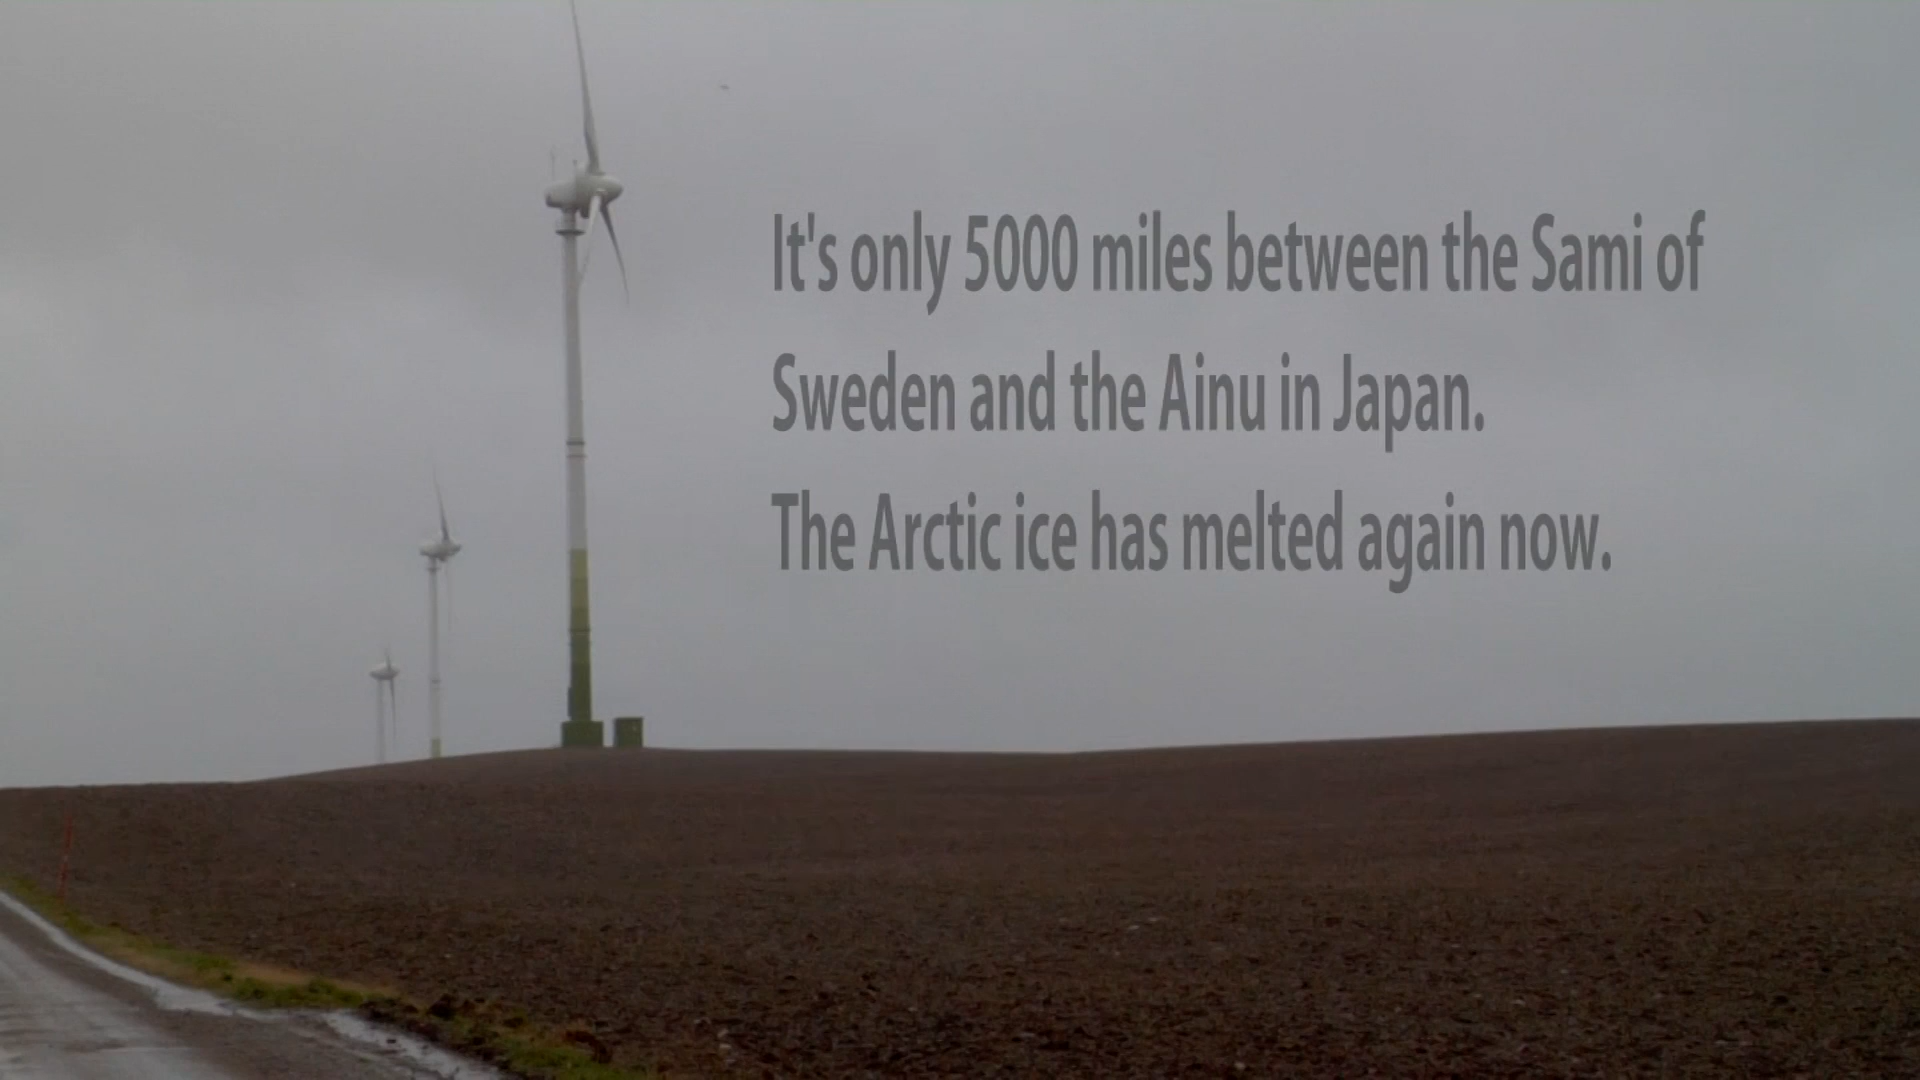 It's only 5000 miles between the Sami of
Sweden and the Ainu in Japan.
The Arctic ice has melted again now.